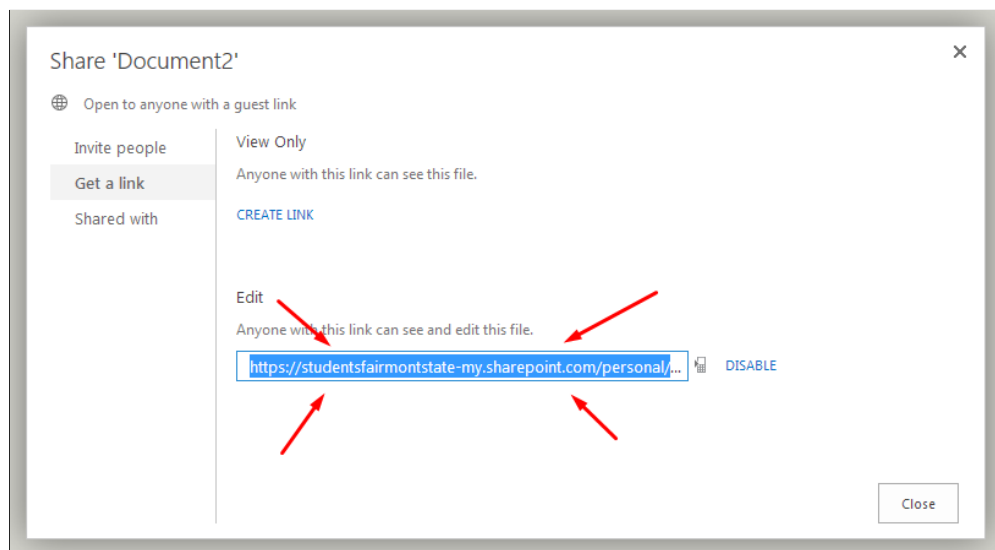 Share 'Document2'
Open to anyone with a guest link
Invite people
Get a link
Shared with
View Only
Anyone with this link can see this file.
CREATE LINK
Edit
Anyone with this link can see and edit this file.
https://studentsfairmontstate-my.sharepoint.com/personal/...
DISABLE
Close